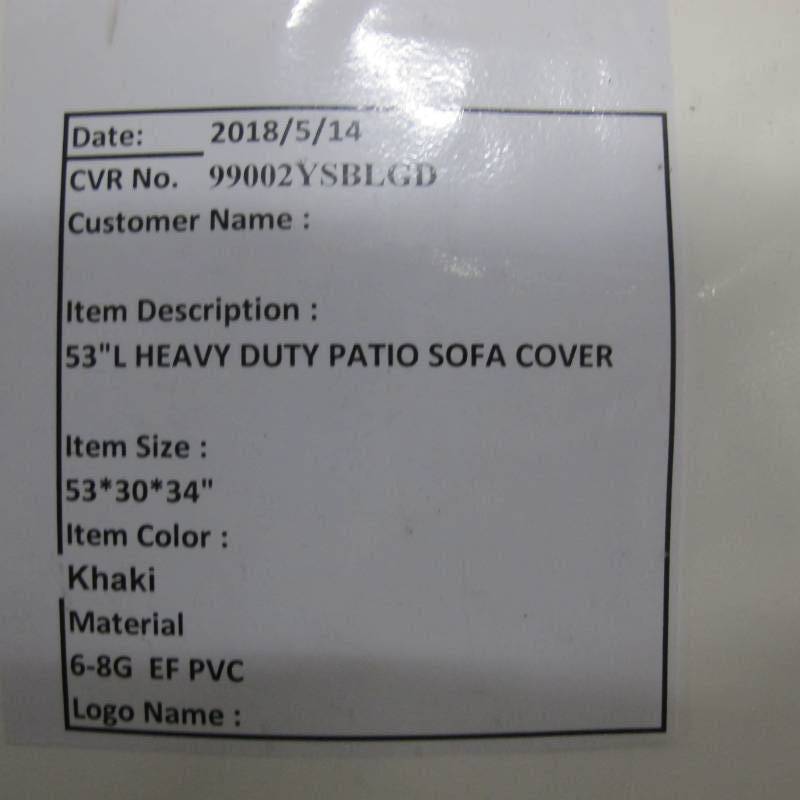 Date: 2018/5/14
CVR No. 99002YSBLGD
Customer Name :
Item Description :
53"L HEAVY DUTY PATIO SOFA COVER
Item Size :
53*30*34"
Item Color :
Khaki
Material
6-8G EF PVC
Logo Name :